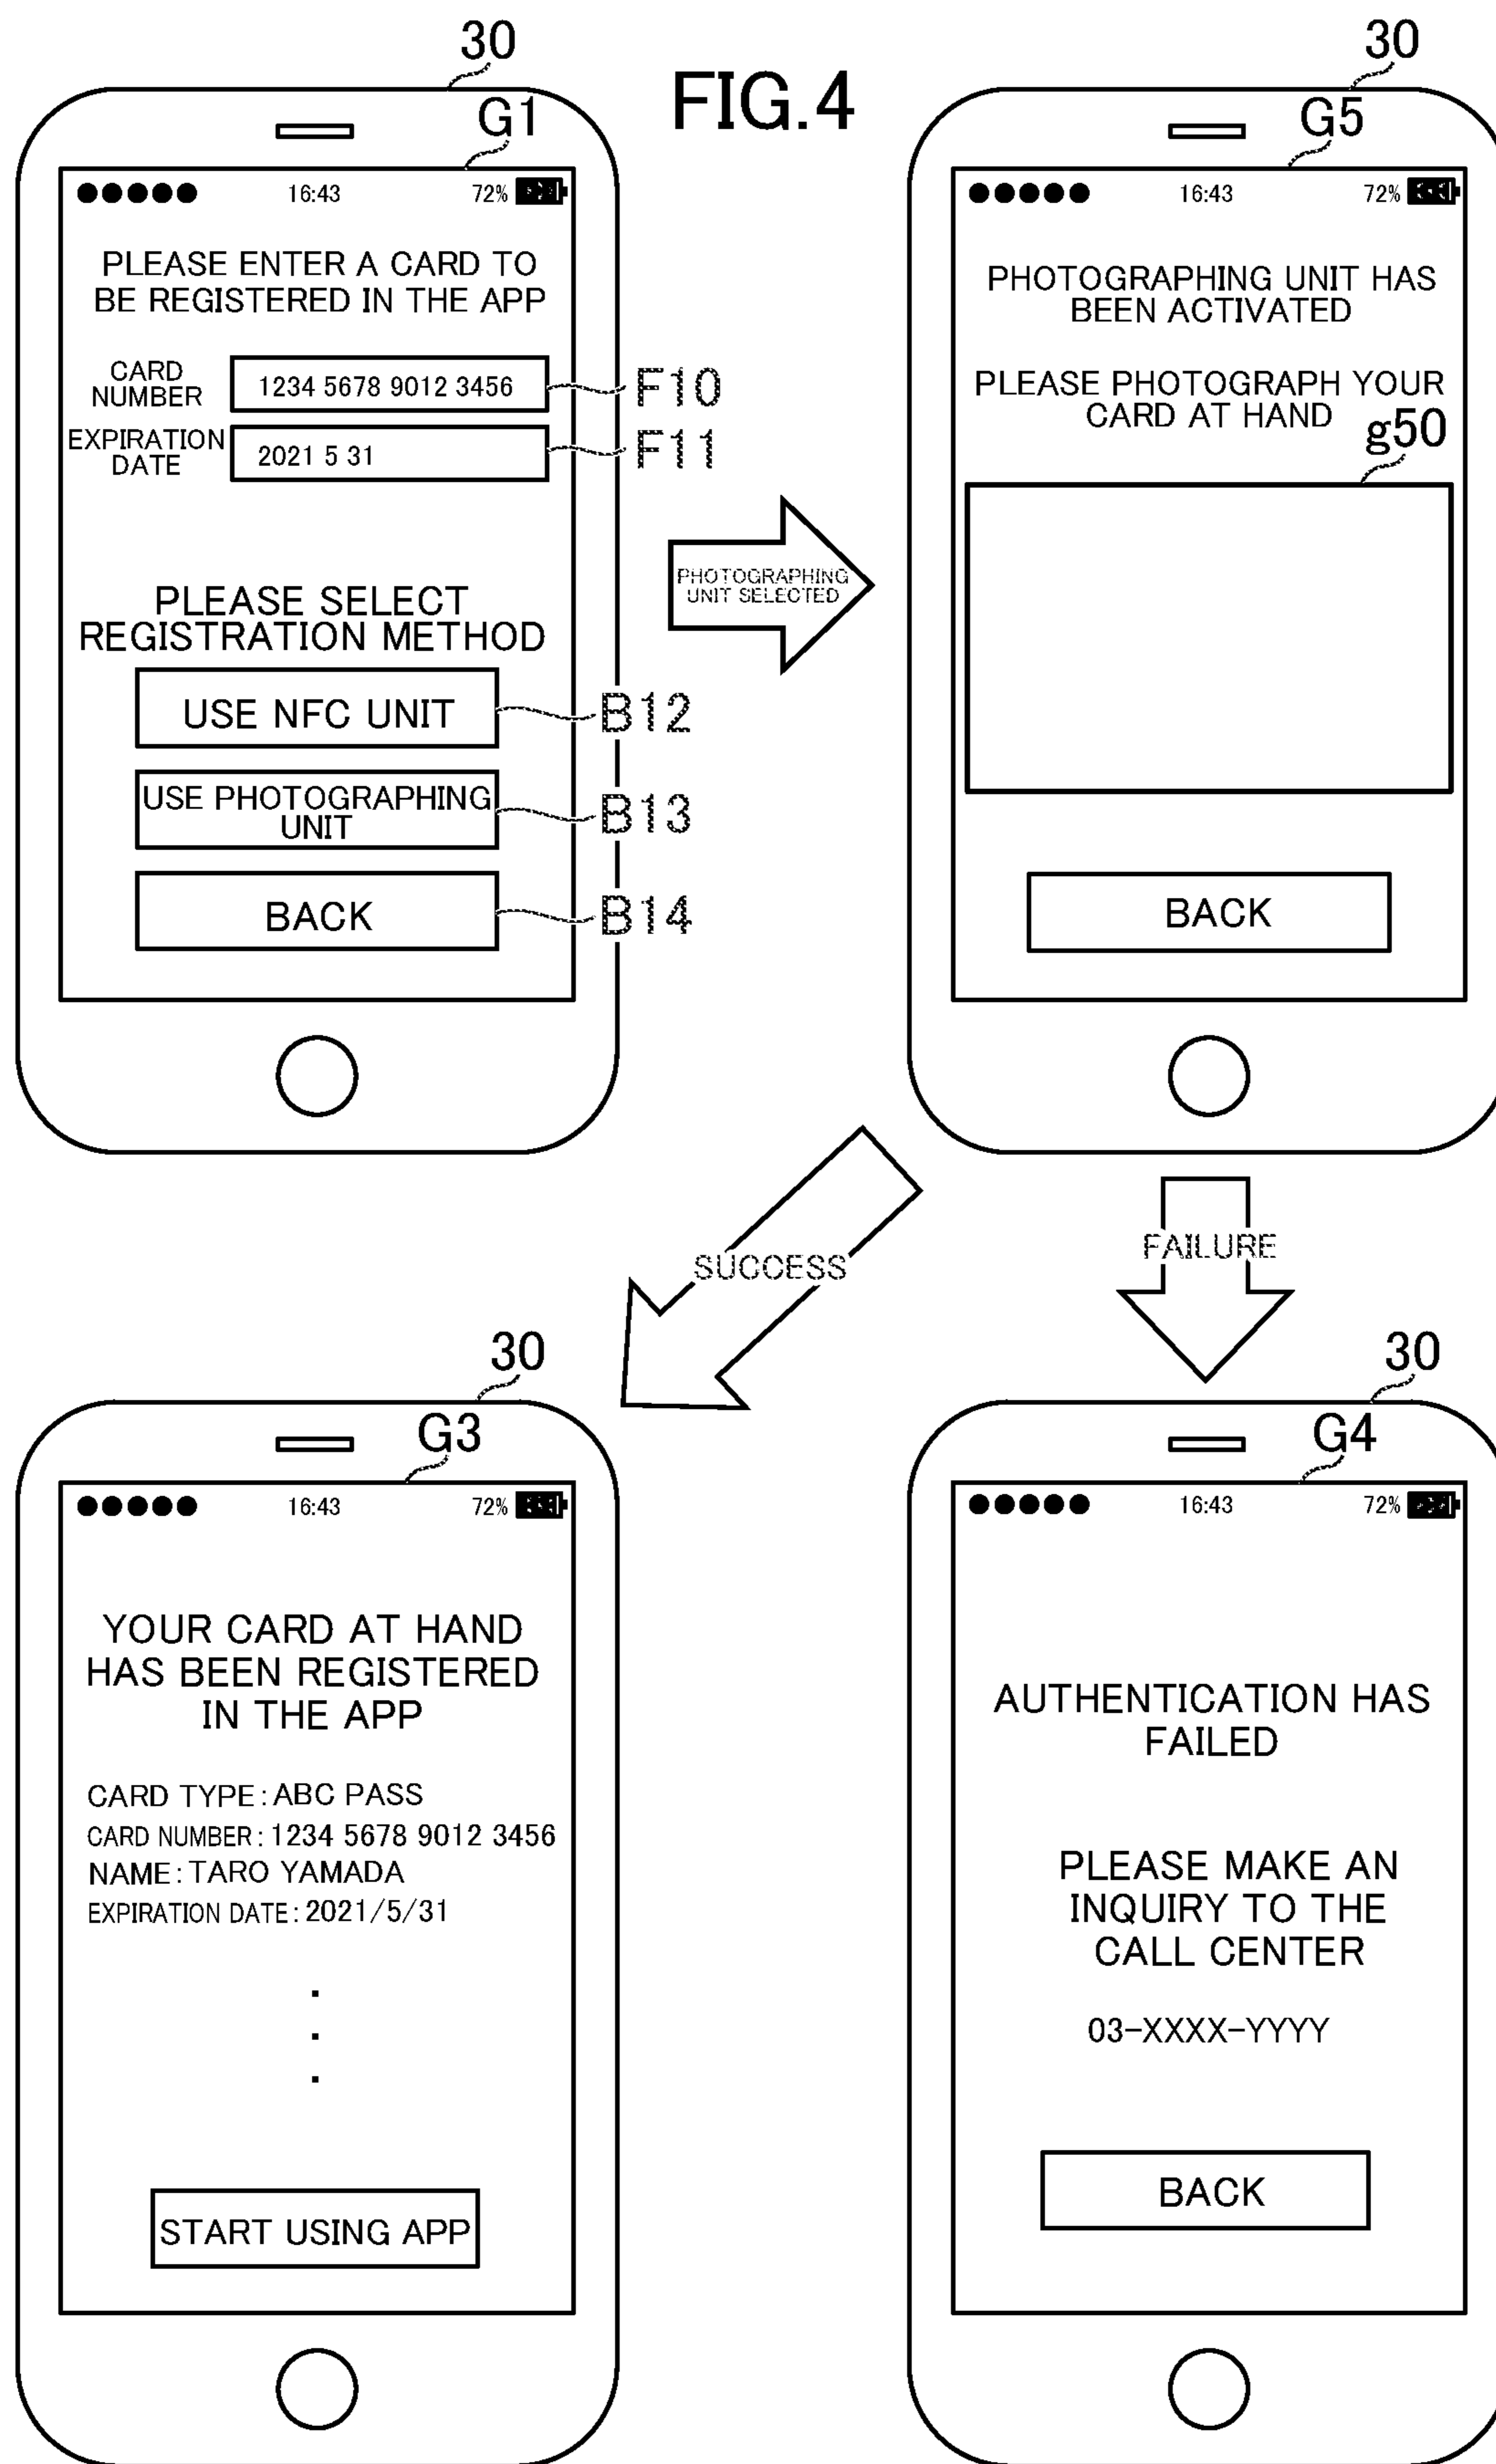 FIG.4
30
G1
16:43
72%
PLEASE ENTER A CARD TO
BE REGISTERED IN THE APP
CARD
NUMBER
1234 5678 9012 3456
F10
EXPIRATION
DATE
2021 5 31
F11
PLEASE SELECT
REGISTRATION METHOD
USE NFC UNIT
B12
USE PHOTOGRAPHING
UNIT
B13
BACK
B14
PHOTOGRAPHING
UNIT SELECTED
30
G5
16:43
72%
PHOTOGRAPHING UNIT HAS
BEEN ACTIVATED
PLEASE PHOTOGRAPH YOUR
CARD AT HAND
g50
BACK
SUCCESS
FAILURE
30
G3
16:43
72%
YOUR CARD AT HAND
HAS BEEN REGISTERED
IN THE APP
CARD TYPE:ABC PASS
CARD NUMBER:1234 5678 9012 3456
NAME:TARO YAMADA
EXPIRATION DATE:2021/5/31
START USING APP
30
G4
16:43
72%
AUTHENTICATION HAS
FAILED
PLEASE MAKE AN
INQUIRY TO THE
CALL CENTER
03-XXXX-YYYY
BACK